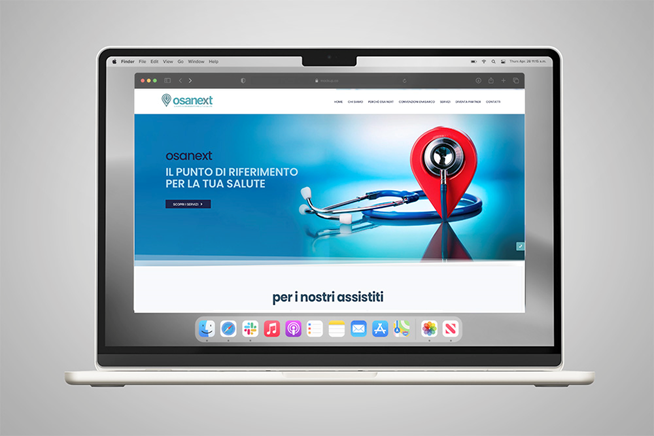 Finder File Edit View Go Window Help
osanext
HOME CHI SIAMO PERCHÉ OSA NEXT CONVENZIONI SANITARIE SERVIZI DIVENTA PARTNER CONTATTI
osanext
IL PUNTO DI RIFERIMENTO
PER LA TUA SALUTE
SCOPRI I SERVIZI
per i nostri assistiti